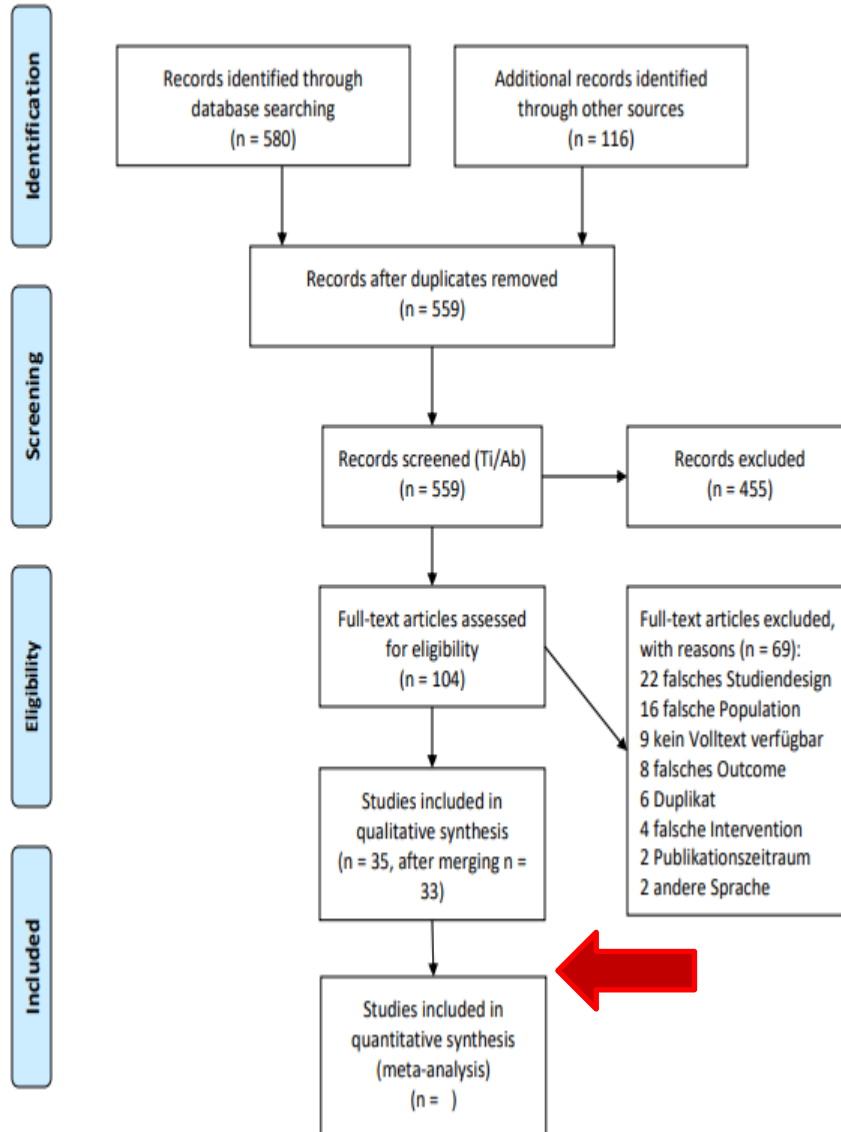 Identification
Records identified through
database searching
(n = 580)
Additional records identified
through other sources
(n = 116)
Records after duplicates removed
(n = 559)
Screening
Records screened (Ti/Ab)
(n = 559)
Records excluded
(n = 455)
Eligibility
Full-text articles assessed
for eligibility
(n = 104)
Full-text articles excluded,
with reasons (n = 69):
22 falsches Studiendesign
16 falsche Population
9 kein Volltext verfügbar
8 falsches Outcome
6 Duplikat
4 falsche Intervention
2 Publikationszeitraum
2 andere Sprache
Studies included in
qualitative synthesis
(n = 35, after merging n =
33)
Included
Studies included in
quantitative synthesis
(meta-analysis)
(n =   )